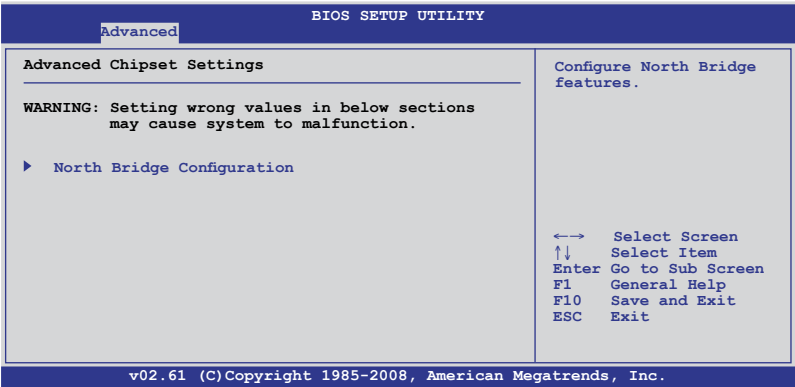 BIOS SETUP UTILITY
Advanced
Advanced Chipset Settings
WARNING: Setting wrong values in below sections
may cause system to malfunction.
North Bridge Configuration
Configure North Bridge
features.
←→ Select Screen
↑↓ Select Item
Enter Go to Sub Screen
F1 General Help
F10 Save and Exit
ESC Exit
v02.61 (C)Copyright 1985-2008, American Megatrends, Inc.